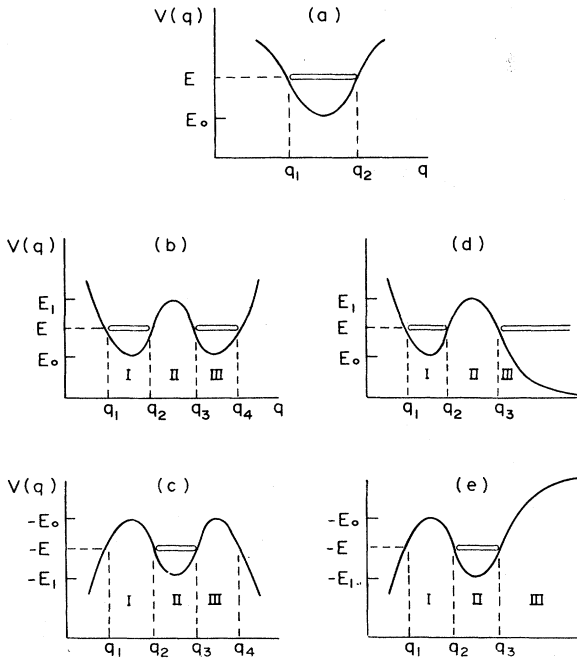 V(q) (a)
E
E₀
q₁ q₂ q
V(q) (b)
E₁
E
E₀
I II III
q₁ q₂ q₃ q₄ q
(d)
E₁
E
E₀
I II III
q₁ q₂ q₃
V(q) (c)
-E₀
-E
-E₁
I II III
q₁ q₂ q₃ q₄
(e)
-E₀
-E
-E₁
I II III
q₁ q₂ q₃